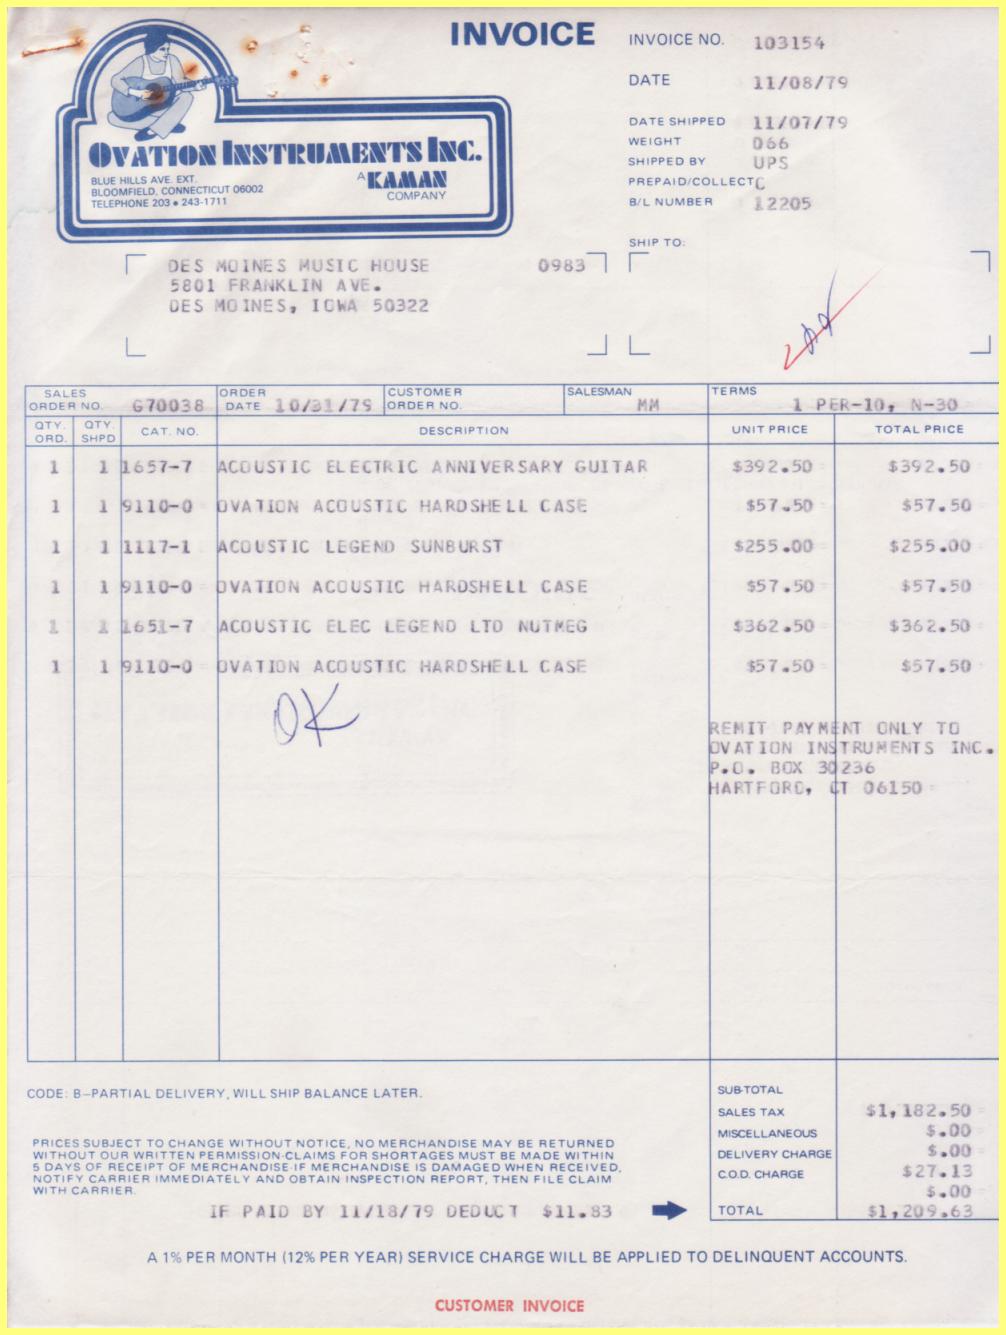 INVOICE
INVOICE NO. 103154
DATE 11/08/79
DATE SHIPPED 11/07/79
WEIGHT 066
SHIPPED BY UPS
PREPAID/COLLECT C
B/L NUMBER 12205
OVATION INSTRUMENTS INC.
BLUE HILLS AVE. EXT.
BLOOMFIELD, CONNECTICUT 06002
TELEPHONE 203 • 243-1711
A KAMAN
COMPANY
SHIP TO:
DES MOINES MUSIC HOUSE 0983
5801 FRANKLIN AVE.
DES MOINES, IOWA 50322
SALES ORDER NO. G70038 ORDER DATE 10/31/79 CUSTOMER ORDER NO. SALESMAN MM TERMS 1 PER-10, N-30
QTY. ORD. QTY. SHPD CAT. NO. DESCRIPTION UNIT PRICE TOTAL PRICE
1 1 1657-7 ACOUSTIC ELECTRIC ANNIVERSARY GUITAR $392.50 $392.50
1 1 9110-0 OVATION ACOUSTIC HARDSHELL CASE $57.50 $57.50
1 1 1117-1 ACOUSTIC LEGEND SUNBURST $255.00 $255.00
1 1 9110-0 OVATION ACOUSTIC HARDSHELL CASE $57.50 $57.50
1 1 1651-7 ACOUSTIC ELEC LEGEND LTD NUTMEG $362.50 $362.50
1 1 9110-0 OVATION ACOUSTIC HARDSHELL CASE $57.50 $57.50
OK
REMIT PAYMENT ONLY TO
OVATION INSTRUMENTS INC.
P.O. BOX 30236
HARTFORD, CT 06150
CODE: B-PARTIAL DELIVERY, WILL SHIP BALANCE LATER.
SUB-TOTAL
SALES TAX $1,182.50
MISCELLANEOUS $.00
DELIVERY CHARGE $.00
C.O.D. CHARGE $27.13
$.00
TOTAL $1,209.63
PRICES SUBJECT TO CHANGE WITHOUT NOTICE, NO MERCHANDISE MAY BE RETURNED
WITHOUT OUR WRITTEN PERMISSION-CLAIMS FOR SHORTAGES MUST BE MADE WITHIN
5 DAYS OF RECEIPT OF MERCHANDISE-IF MERCHANDISE IS DAMAGED WHEN RECEIVED,
NOTIFY CARRIER IMMEDIATELY AND OBTAIN INSPECTION REPORT, THEN FILE CLAIM
WITH CARRIER.
IF PAID BY 11/18/79 DEDUCT $11.83
A 1% PER MONTH (12% PER YEAR) SERVICE CHARGE WILL BE APPLIED TO DELINQUENT ACCOUNTS.
CUSTOMER INVOICE